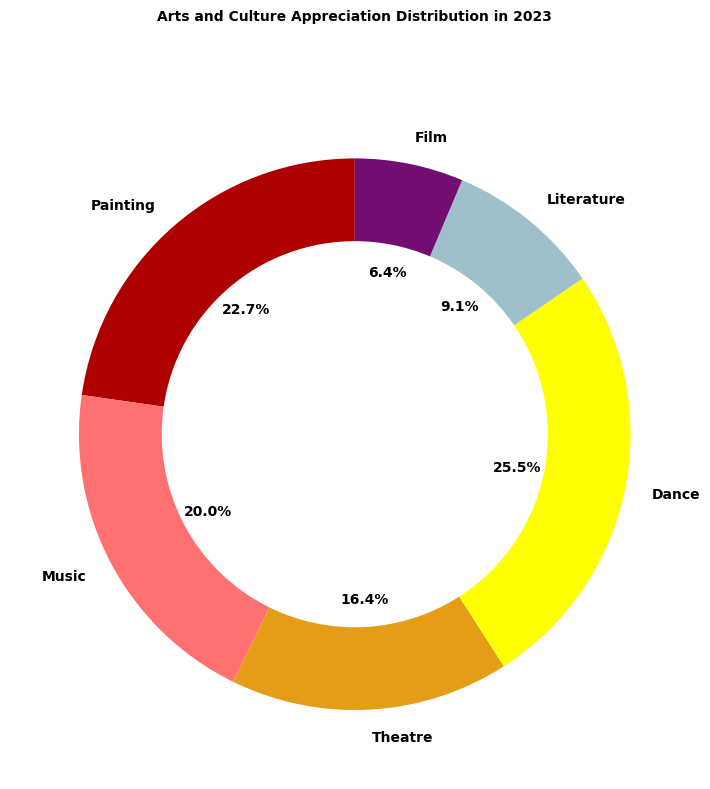 Arts and Culture Appreciation Distribution in 2023
Film
Literature
Painting
6.4%
9.1%
22.7%
25.5%
Dance
20.0%
Music
16.4%
Theatre